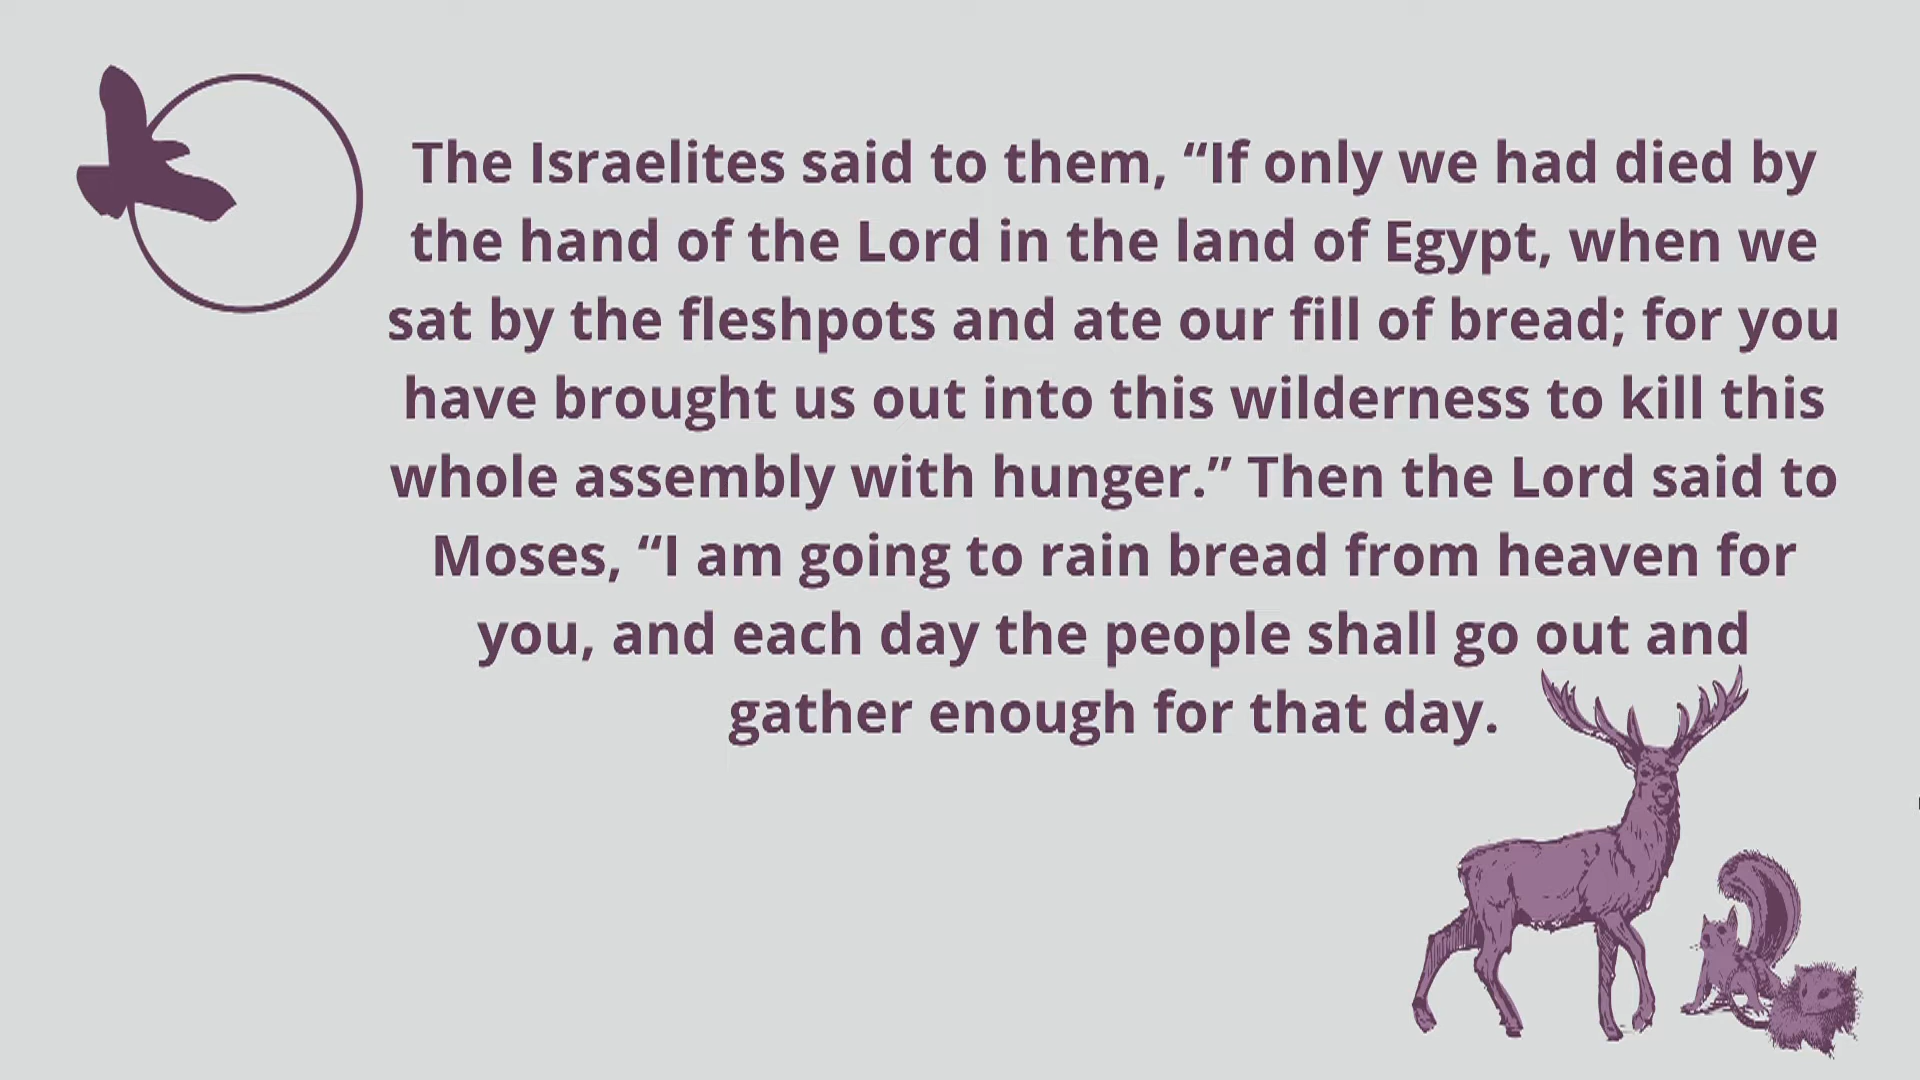 The Israelites said to them, “If only we had died by
the hand of the Lord in the land of Egypt, when we
sat by the fleshpots and ate our fill of bread; for you
have brought us out into this wilderness to kill this
whole assembly with hunger.” Then the Lord said to
Moses, “I am going to rain bread from heaven for
you, and each day the people shall go out and
gather enough for that day.